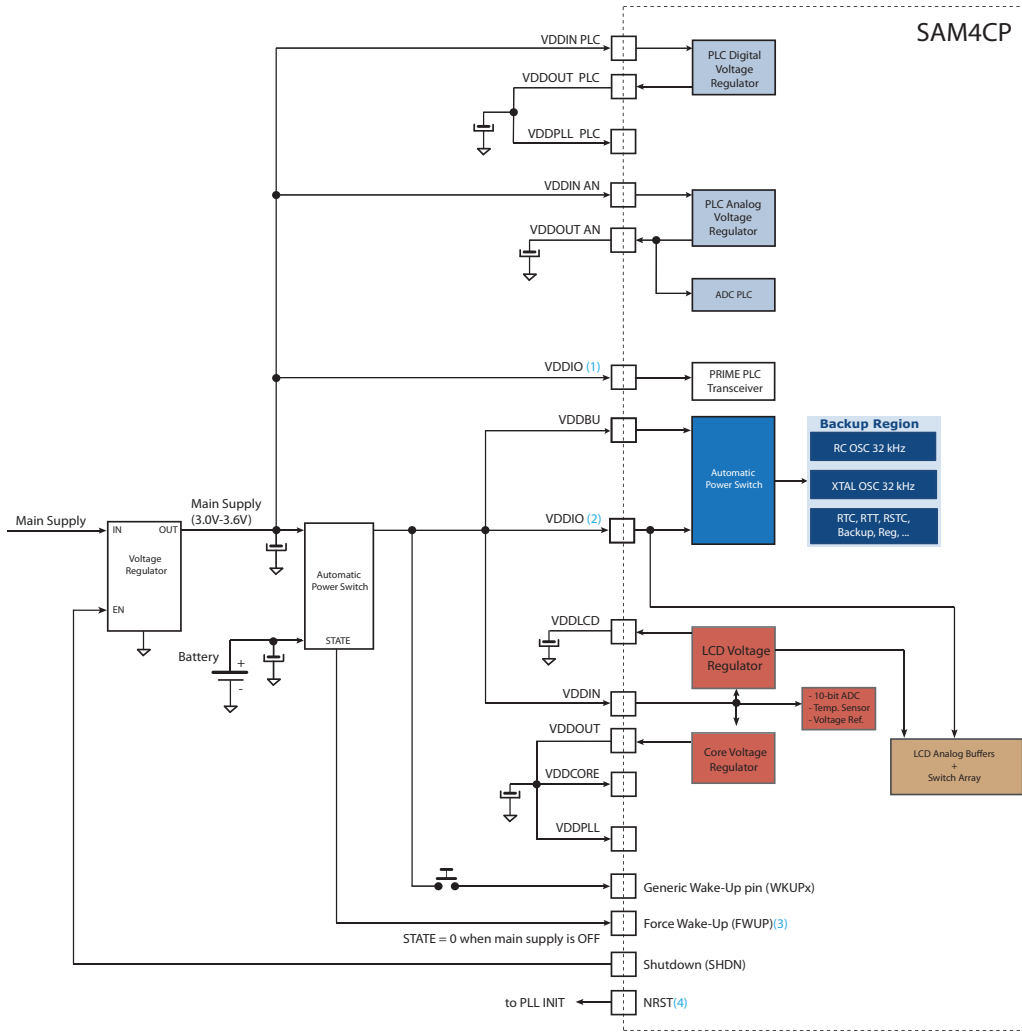 SAM4CP
VDDIN PLC
PLC Digital
Voltage
Regulator
VDDOUT PLC
VDDPLL PLC
VDDIN AN
PLC Analog
Voltage
Regulator
VDDOUT AN
ADC PLC
VDDIO (1)
PRIME PLC
Transceiver
VDDBU
Automatic
Power Switch
Backup Region
RC OSC 32 kHz
XTAL OSC 32 kHz
RTC, RTT, RSTC,
Backup, Reg, ...
VDDIO (2)
Main Supply
IN
OUT
Voltage
Regulator
EN
Main Supply
(3.0V-3.6V)
Automatic
Power Switch
STATE
Battery
+
-
VDDLCD
LCD Voltage
Regulator
VDDIN
- 10-bit ADC
- Temp. Sensor
- Voltage Ref.
VDDOUT
Core Voltage
Regulator
LCD Analog Buffers
+
Switch Array
VDDCORE
VDDPLL
Generic Wake-Up pin (WKUPx)
Force Wake-Up (FWUP)(3)
STATE = 0 when main supply is OFF
Shutdown (SHDN)
to PLL INIT
NRST(4)